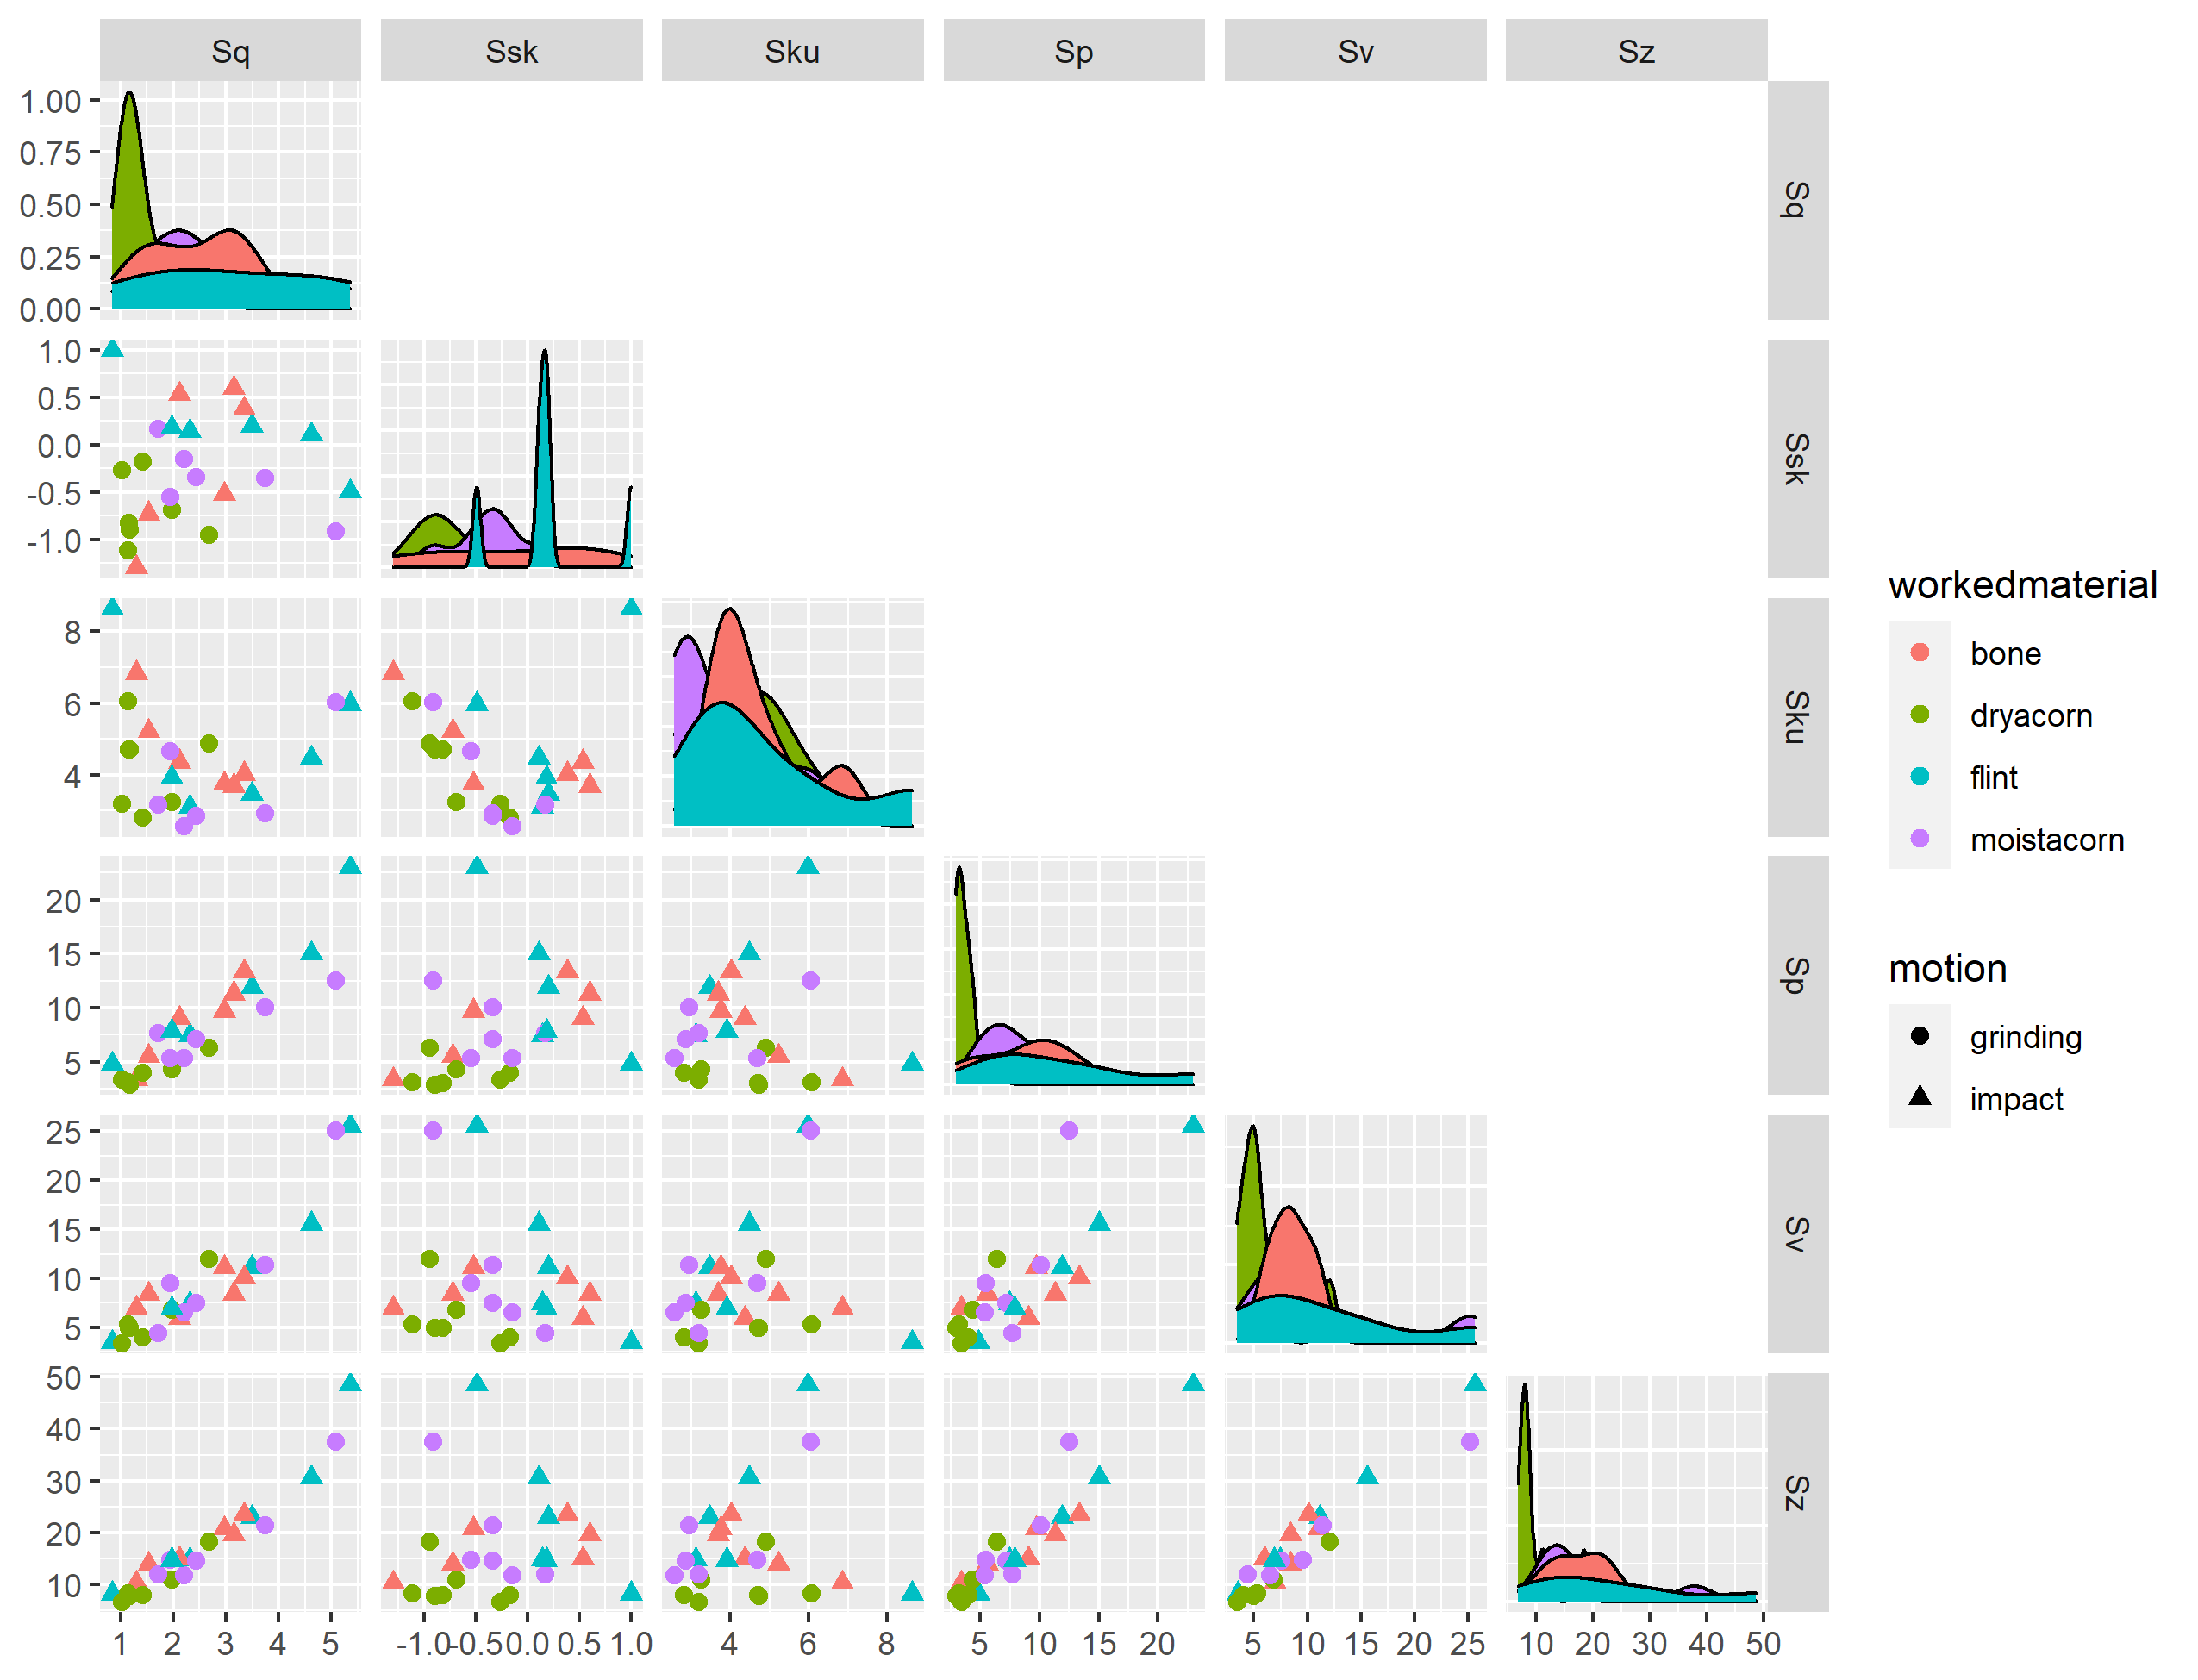 Sq Ssk Sku Sp Sv Sz
1.00
0.75
0.50
0.25
0.00
Sq
1.0
0.5
0.0
-0.5
-1.0
Ssk
8
6
4
Sku
20
15
10
5
Sp
25
20
15
10
5
Sv
50
40
30
20
10
Sz
1 2 3 4 5
-1.0 -0.5 0.0 0.5 1.0
4 6 8
5 10 15 20
5 10 15 20 25
10 20 30 40 50
workedmaterial
bone
dryacorn
flint
moistacorn
motion
grinding
impact